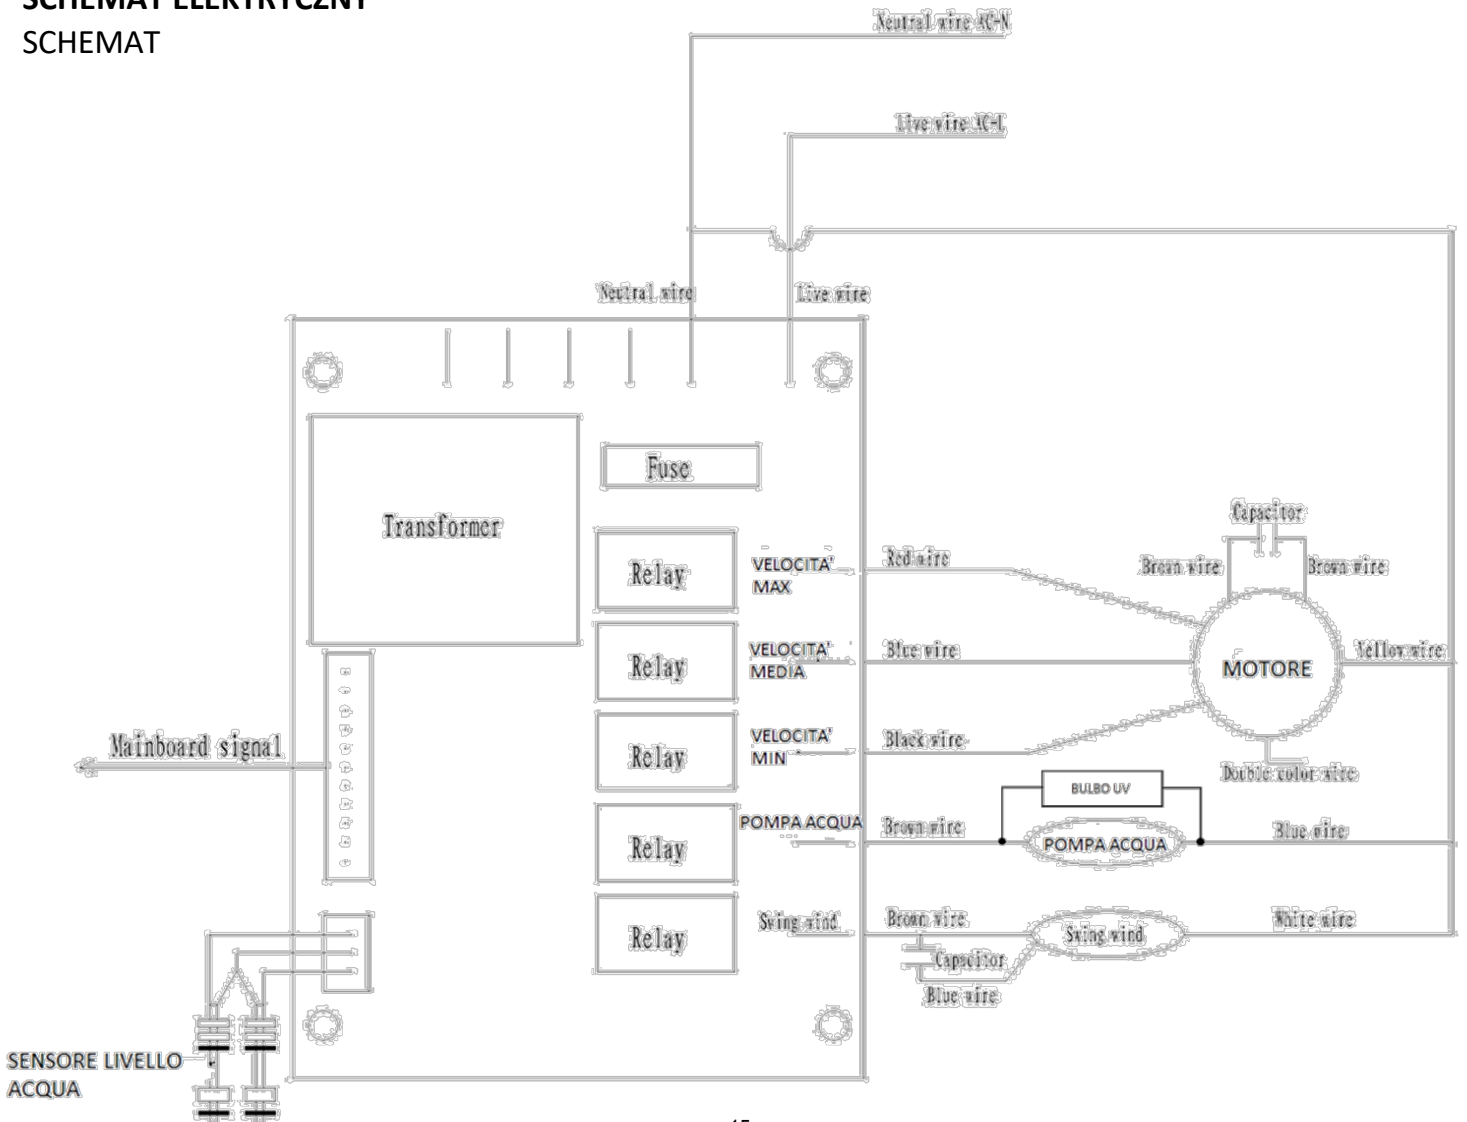 SCHEMAT ELEKTRYCZNY
SCHEMAT
Neutral wire AC-N
Live wire AC-L
Neutral wire
Live wire
Fuse
Transformer
Capacitor
Relay
VELOCITA'
MAX
Red wire
Brown wire
Brown wire
Relay
VELOCITA'
MEDIA
Blue wire
MOTORE
Yellow wire
Mainboard signal
Relay
VELOCITA'
MIN
Black wire
Double color wire
BULBO UV
Relay
POMPA ACQUA
Brown wire
POMPA ACQUA
Blue wire
Relay
Swing wind
Brown wire
Swing wind
White wire
Capacitor
Blue wire
SENSORE LIVELLO
ACQUA